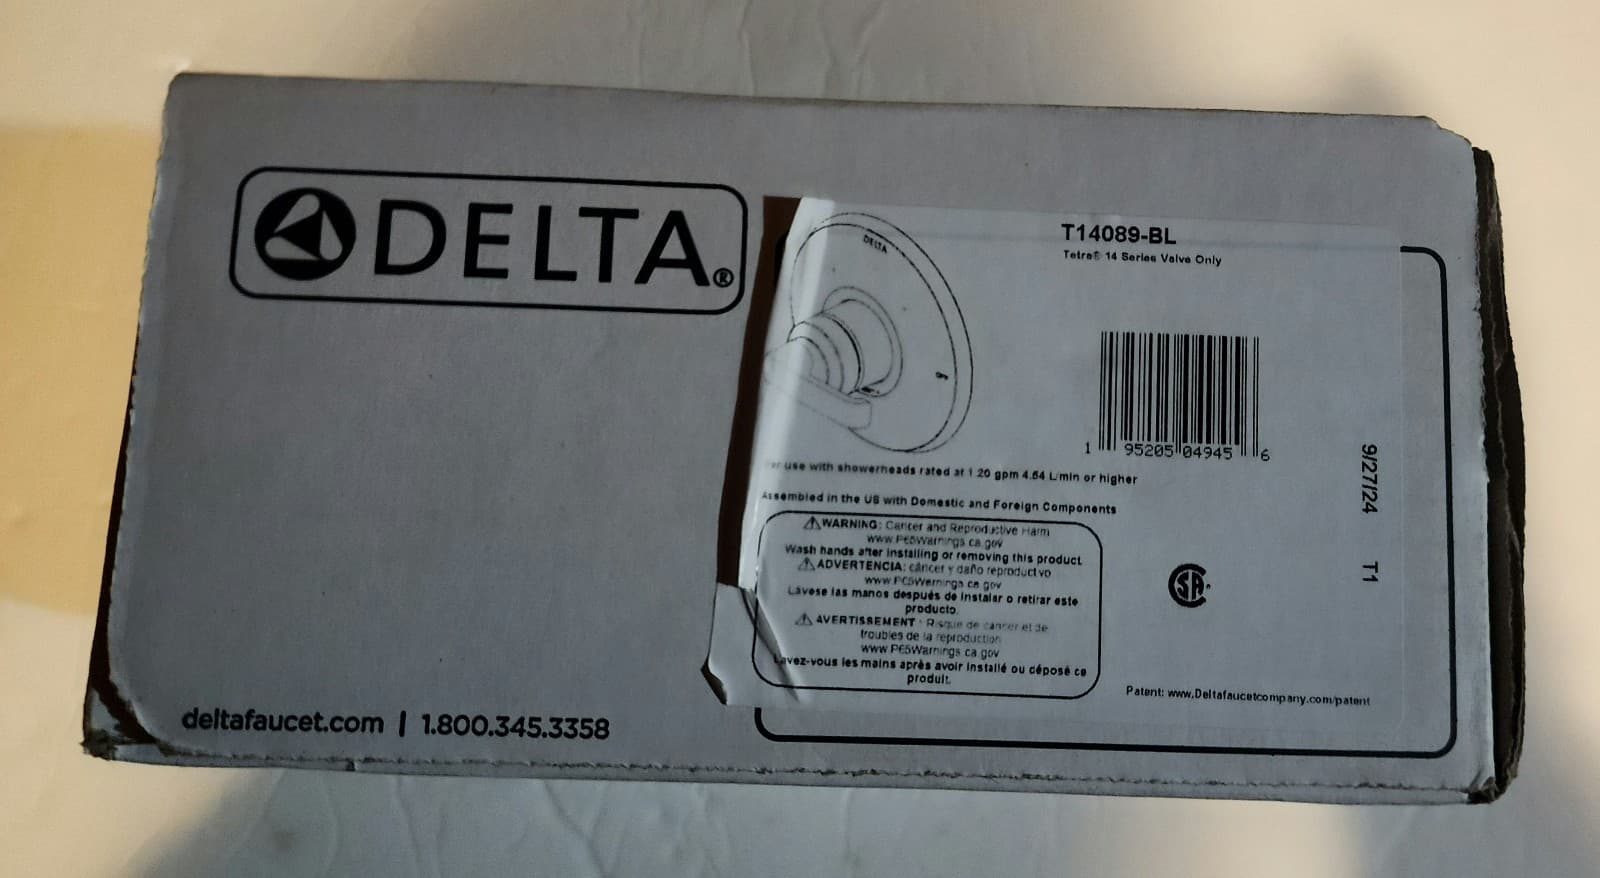 DELTA®
DELTA
T14089-BL
Tetra® 14 Series Valve Only
1 95205 04945 6
9/27/24 T1
use with showerheads rated at 1.20 gpm 4.54 L/min or higher
Assembled in the US with Domestic and Foreign Components
⚠WARNING: Cancer and Reproductive Harm
www.P65Warnings.ca.gov
Wash hands after installing or removing this product
⚠ADVERTENCIA: cáncer y daño reproductivo
www.P65Warnings.ca.gov
Lávese las manos después de instalar o retirar este
producto.
⚠AVERTISSEMENT : Risque de cancer et de
troubles de la reproduction
www.P65Warnings.ca.gov
Lavez-vous les mains après avoir installé ou déposé ce
produit.
Patent: www.Deltafaucetcompany.com/patent
deltafaucet.com | 1.800.345.3358